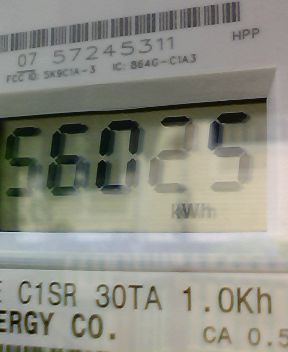 07 57245311
HPP
FCC ID: SK9C1A-3 IC: 864G-C1A3
56025
kWh
C1SR 30TA 1.0Kh
ERGY CO.
CA 0.5